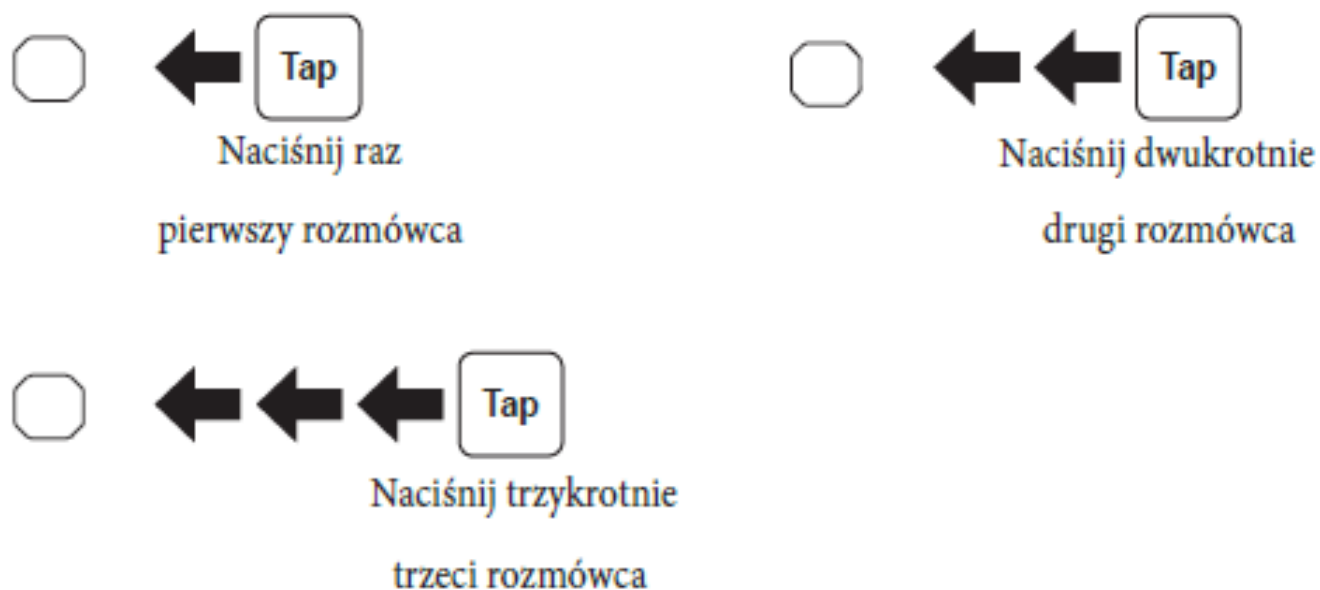 Tap
Naciśnij raz
pierwszy rozmówca
Tap
Naciśnij dwukrotnie
drugi rozmówca
Tap
Naciśnij trzykrotnie
trzeci rozmówca